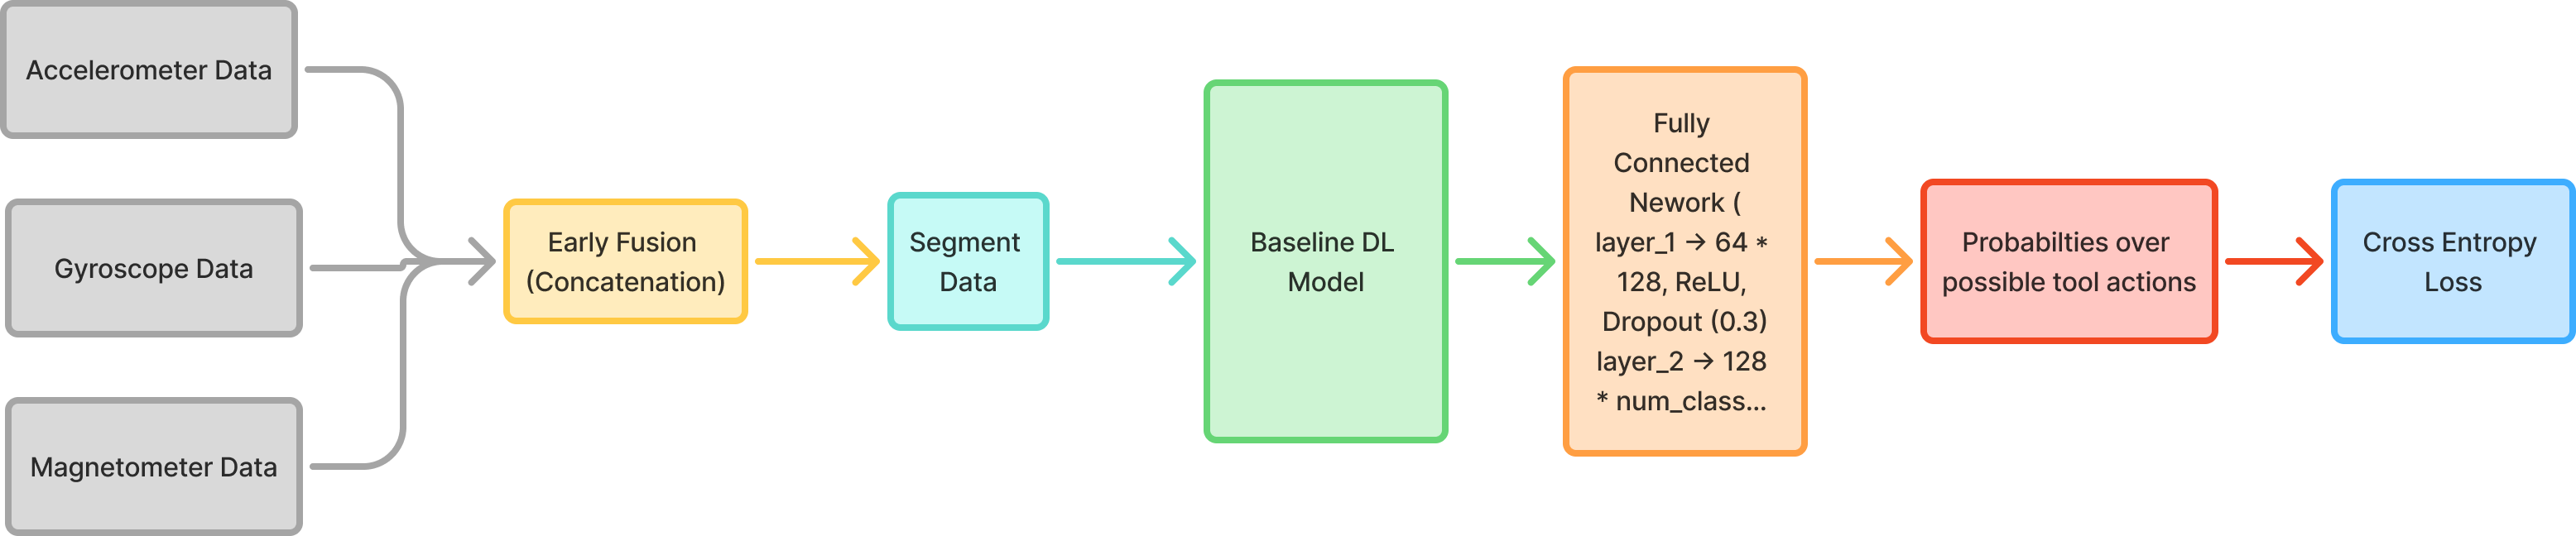 Accelerometer Data
Gyroscope Data
Magnetometer Data
Early Fusion
(Concatenation)
Segment
Data
Baseline DL
Model
Fully
Connected
Nework (
layer_1 → 64 *
128, ReLU,
Dropout (0.3)
layer_2 → 128
* num_class...
Probabilties over
possible tool actions
Cross Entropy
Loss